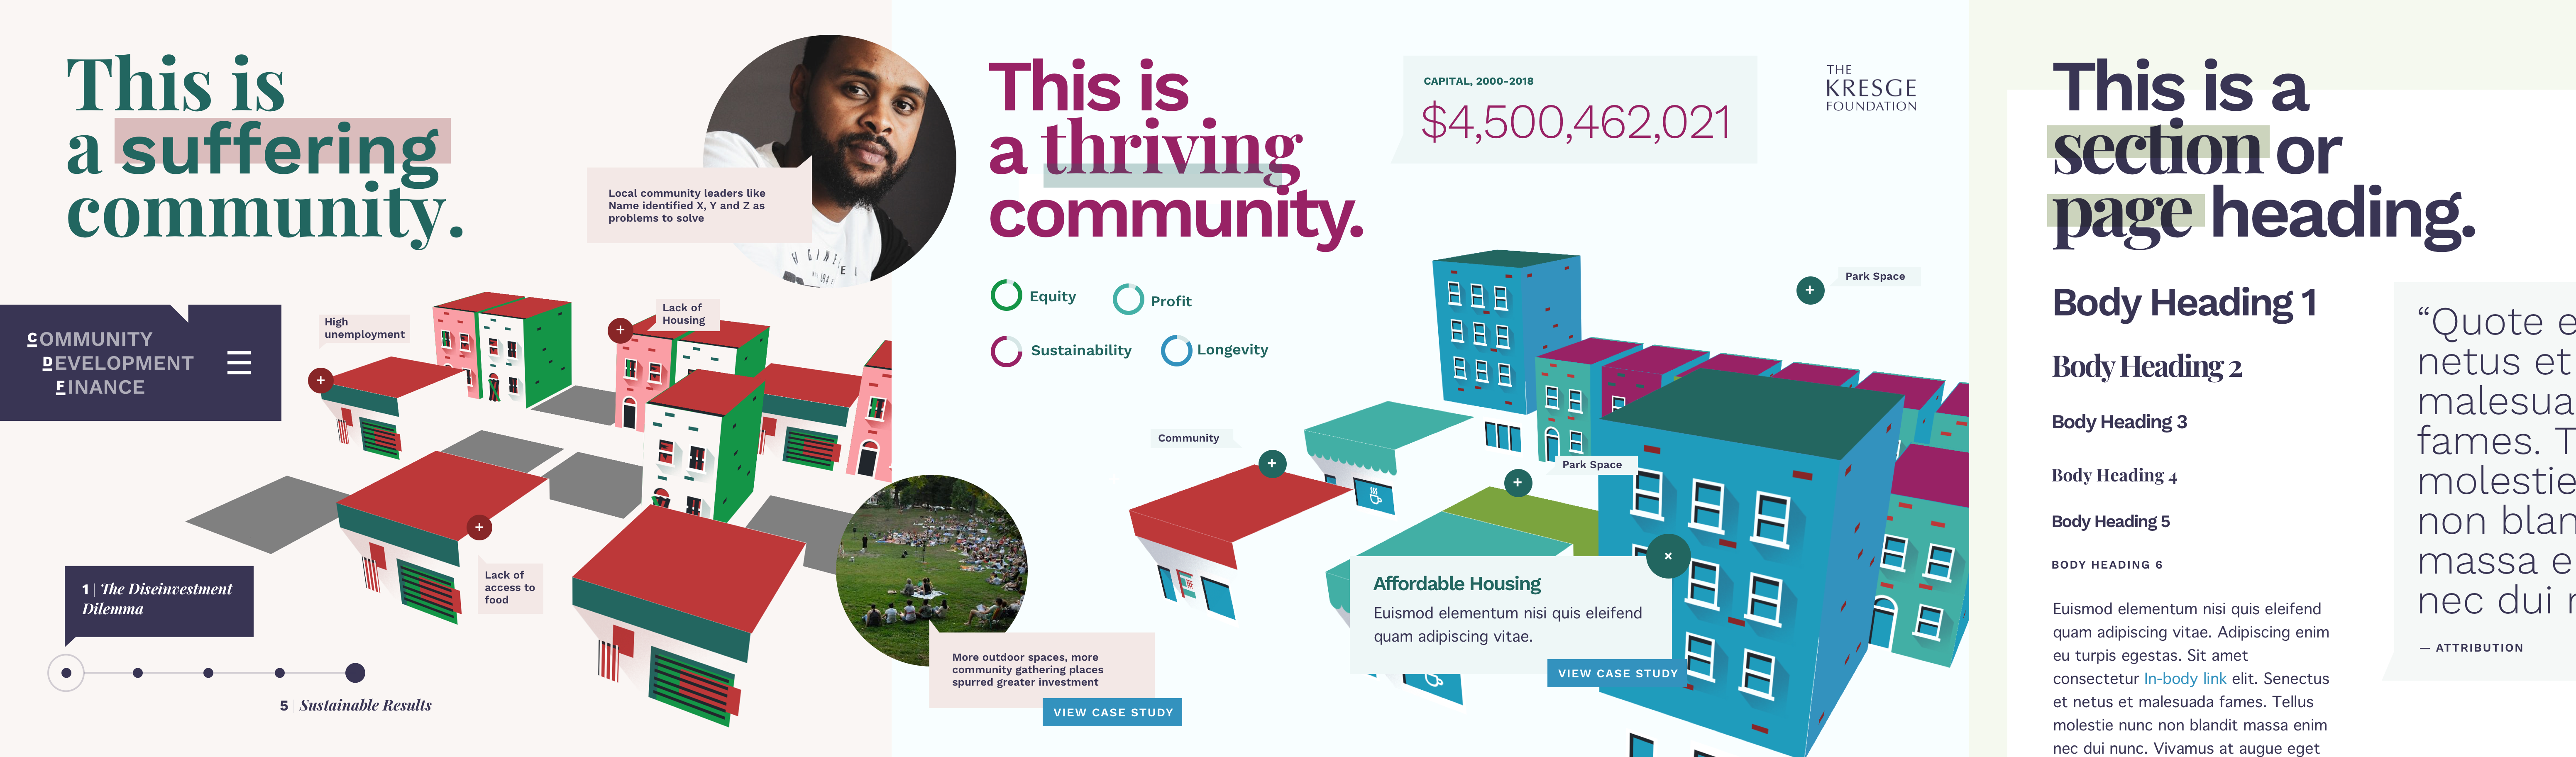 This is
a suffering
community.
Local community leaders like
Name identified X, Y and Z as
problems to solve
COMMUNITY
DEVELOPMENT
FINANCE
High
unemployment
Lack of
Housing
Lack of
access to
food
1 | The Disinvestment
Dilemma
5 | Sustainable Results
This is
a thriving
community.
CAPITAL, 2000-2018
$4,500,462,021
THE
KRESGE
FOUNDATION
Equity
Profit
Sustainability
Longevity
Park Space
Community
Park Space
Affordable Housing
Euismod elementum nisi quis eleifend
quam adipiscing vitae.
VIEW CASE STUDY
More outdoor spaces, more
community gathering places
spurred greater investment
VIEW CASE STUDY
This is a
section or
page heading.
Body Heading 1
Body Heading 2
Body Heading 3
Body Heading 4
Body Heading 5
BODY HEADING 6
Euismod elementum nisi quis eleifend
quam adipiscing vitae. Adipiscing enim
eu turpis egestas. Sit amet
consectetur In-body link elit. Senectus
et netus et malesuada fames. Tellus
molestie nunc non blandit massa enim
nec dui nunc. Vivamus at augue eget
“Quote e
netus et
malesua
fames. T
molestie
non blan
massa e
nec dui n
— ATTRIBUTION